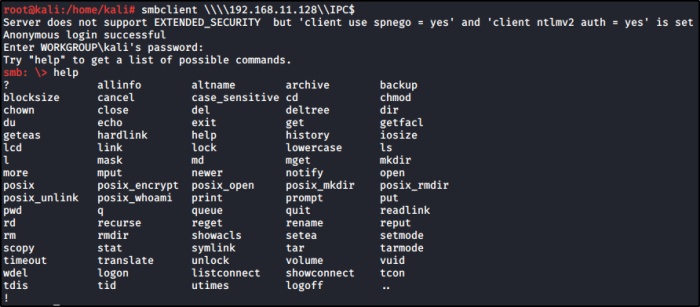 root@kali:/home/kali# smbclient \\\\192.168.11.128\\IPC$
Server does not support EXTENDED_SECURITY  but 'client use spnego = yes' and 'client ntlmv2 auth = yes' is set
Anonymous login successful
Enter WORKGROUP\kali's password:
Try "help" to get a list of possible commands.
smb: \> help
? allinfo altname archive backup
blocksize cancel case_sensitive cd chmod
chown close del deltree dir
du echo exit get getfacl
geteas hardlink help history iosize
lcd link lock lowercase ls
l mask md mget mkdir
more mput newer notify open
posix posix_encrypt posix_open posix_mkdir posix_rmdir
posix_unlink posix_whoami print prompt put
pwd q queue quit readlink
rd recurse reget rename reput
rm rmdir showacls setea setmode
scopy stat symlink tar tarmode
timeout translate unlock volume vuid
wdel logon listconnect showconnect tcon
tdis tid utimes logoff ..
!